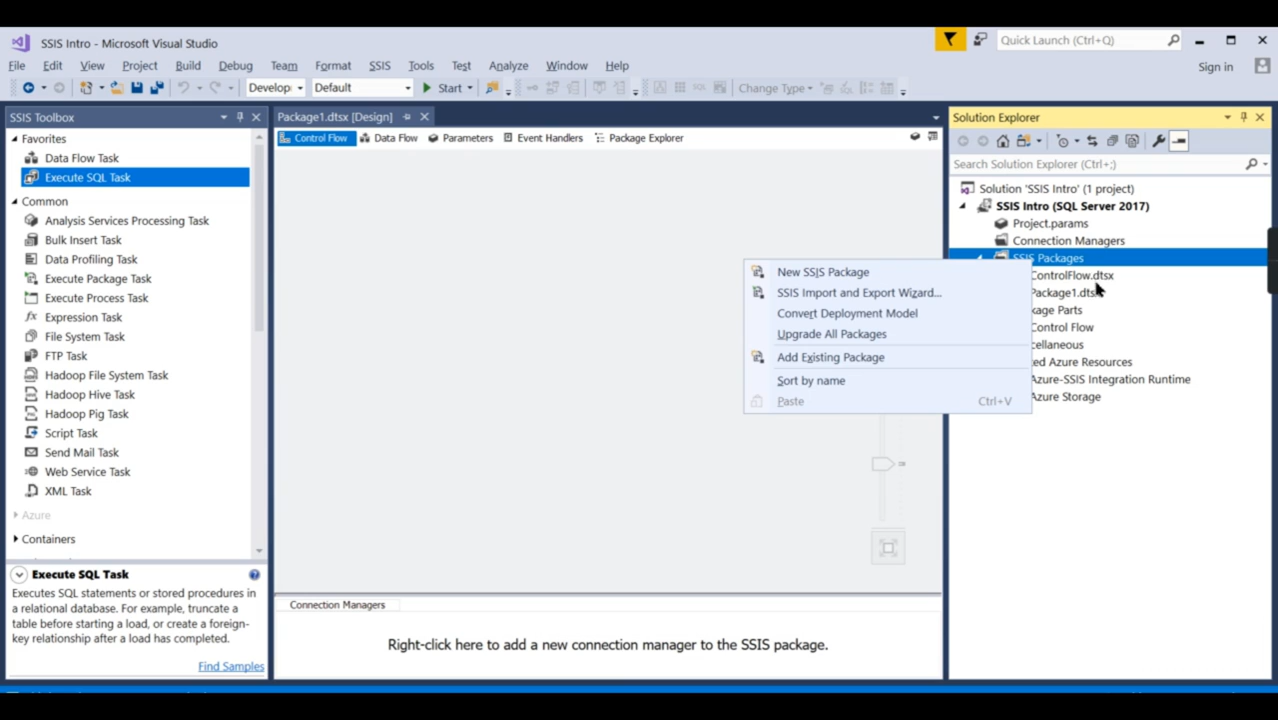 SSIS Intro - Microsoft Visual Studio
Quick Launch (Ctrl+Q)
File Edit View Project Build Debug Team Format SSIS Tools Test Analyze Window Help
Sign in
Develop Default Start Change Type
SSIS Toolbox
Favorites
Data Flow Task
Execute SQL Task
Common
Analysis Services Processing Task
Bulk Insert Task
Data Profiling Task
Execute Package Task
Execute Process Task
Expression Task
File System Task
FTP Task
Hadoop File System Task
Hadoop Hive Task
Hadoop Pig Task
Script Task
Send Mail Task
Web Service Task
XML Task
Azure
Containers
Execute SQL Task
Executes SQL statements or stored procedures in
a relational database. For example, truncate a
table before starting a load, or create a foreign-
key relationship after a load has completed.
Find Samples
Package1.dtsx [Design]
Control Flow Data Flow Parameters Event Handlers Package Explorer
New SSIS Package
SSIS Import and Export Wizard...
Convert Deployment Model
Upgrade All Packages
Add Existing Package
Sort by name
Paste Ctrl+V
Connection Managers
Right-click here to add a new connection manager to the SSIS package.
Solution Explorer
Search Solution Explorer (Ctrl+;)
Solution 'SSIS Intro' (1 project)
SSIS Intro (SQL Server 2017)
Project.params
Connection Managers
SSIS Packages
ControlFlow.dtsx
Package1.dtsx
kage Parts
Control Flow
cellaneous
ed Azure Resources
Azure-SSIS Integration Runtime
Azure Storage